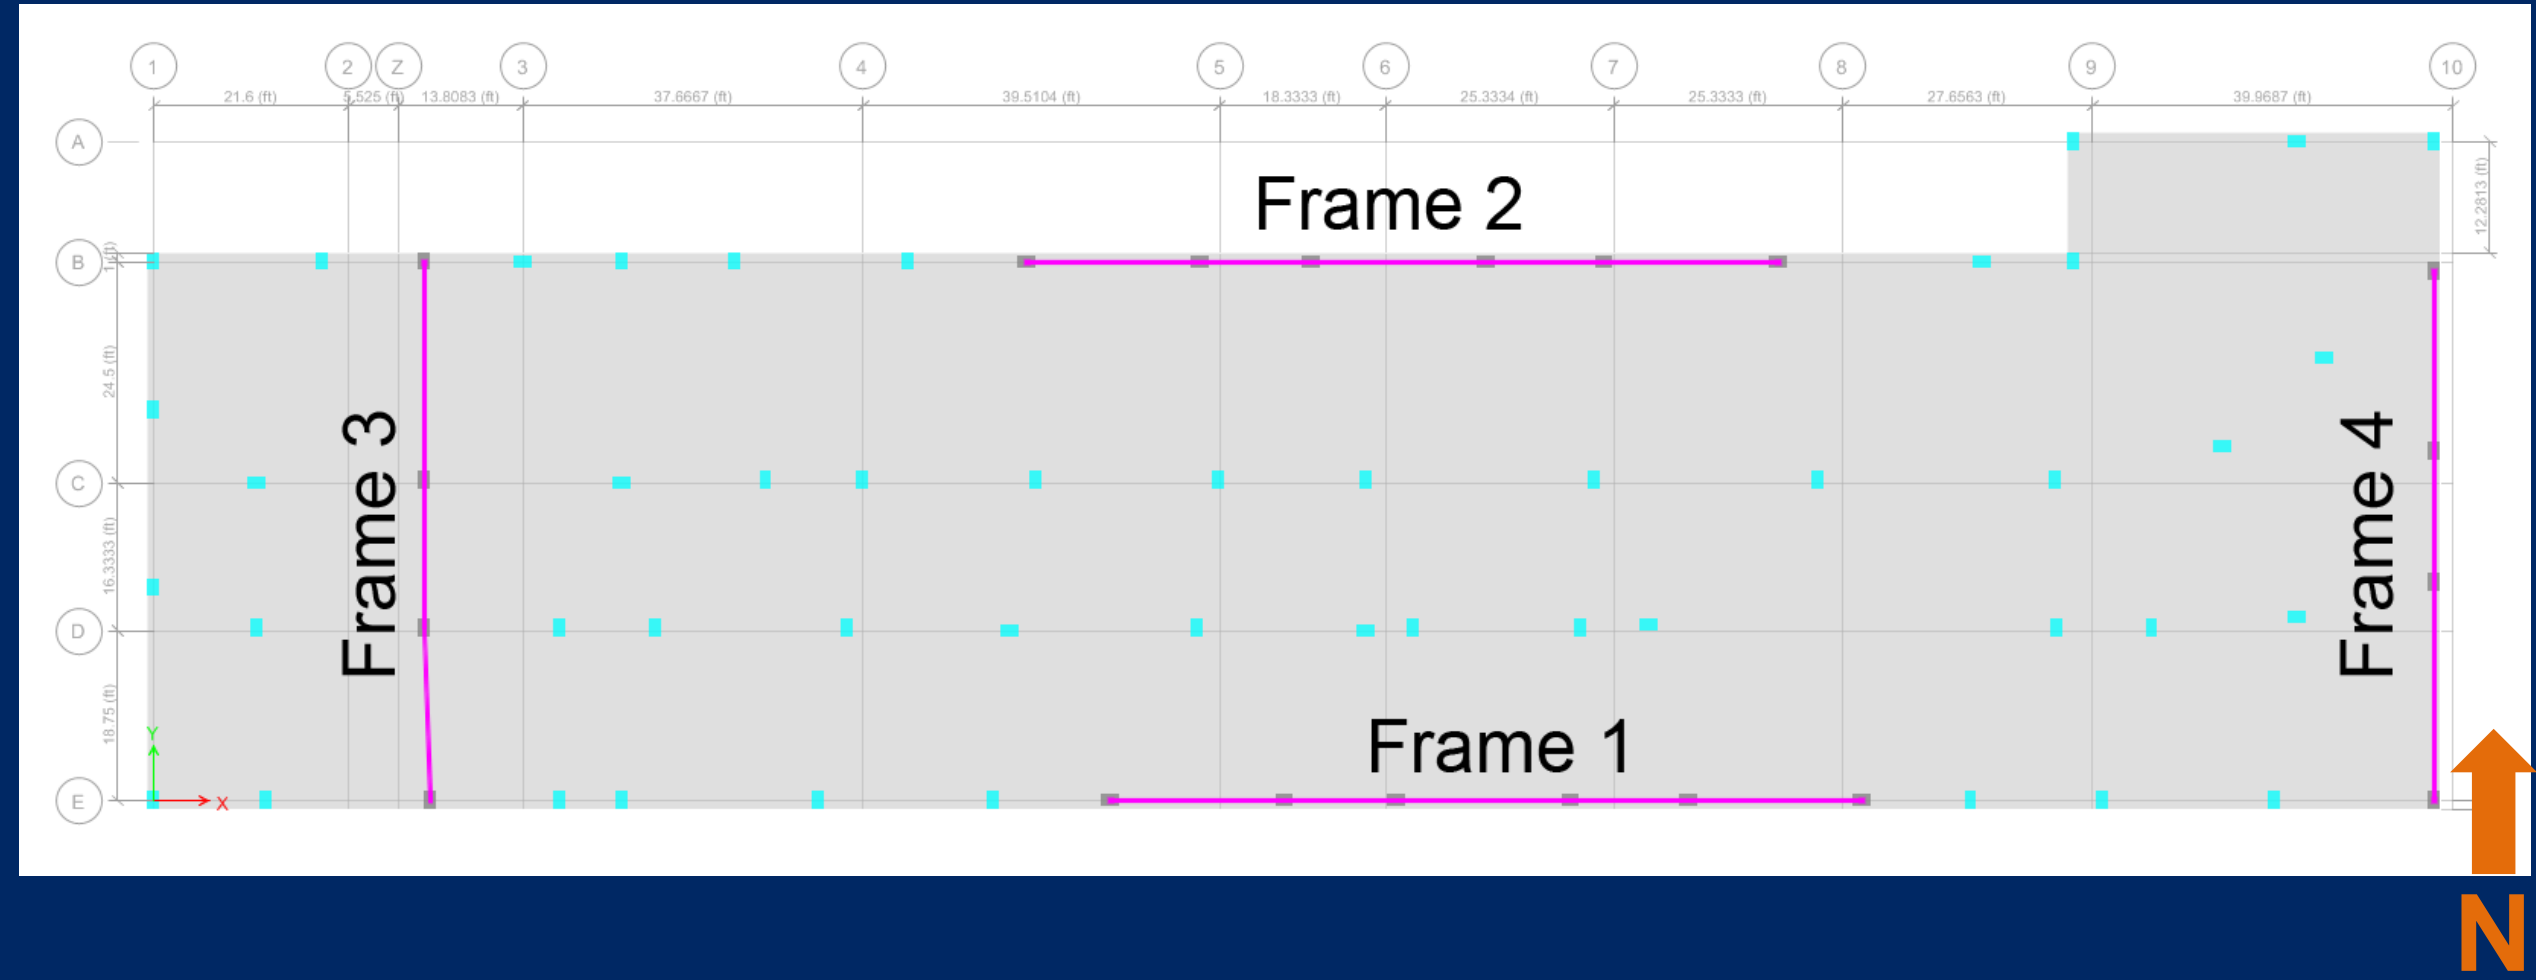 1 2 Z 3 4 5 6 7 8 9 10
21.6 (ft) 5.525 (ft) 13.8083 (ft) 37.6667 (ft) 39.5104 (ft) 18.3333 (ft) 25.3334 (ft) 25.3333 (ft) 27.6563 (ft) 39.9687 (ft)
A
12.2813 (ft)
Frame 2
B
24.5 (ft)
C
Frame 3
Frame 4
16.3333 (ft)
D
18.75 (ft)
Frame 1
Y
E
X
N